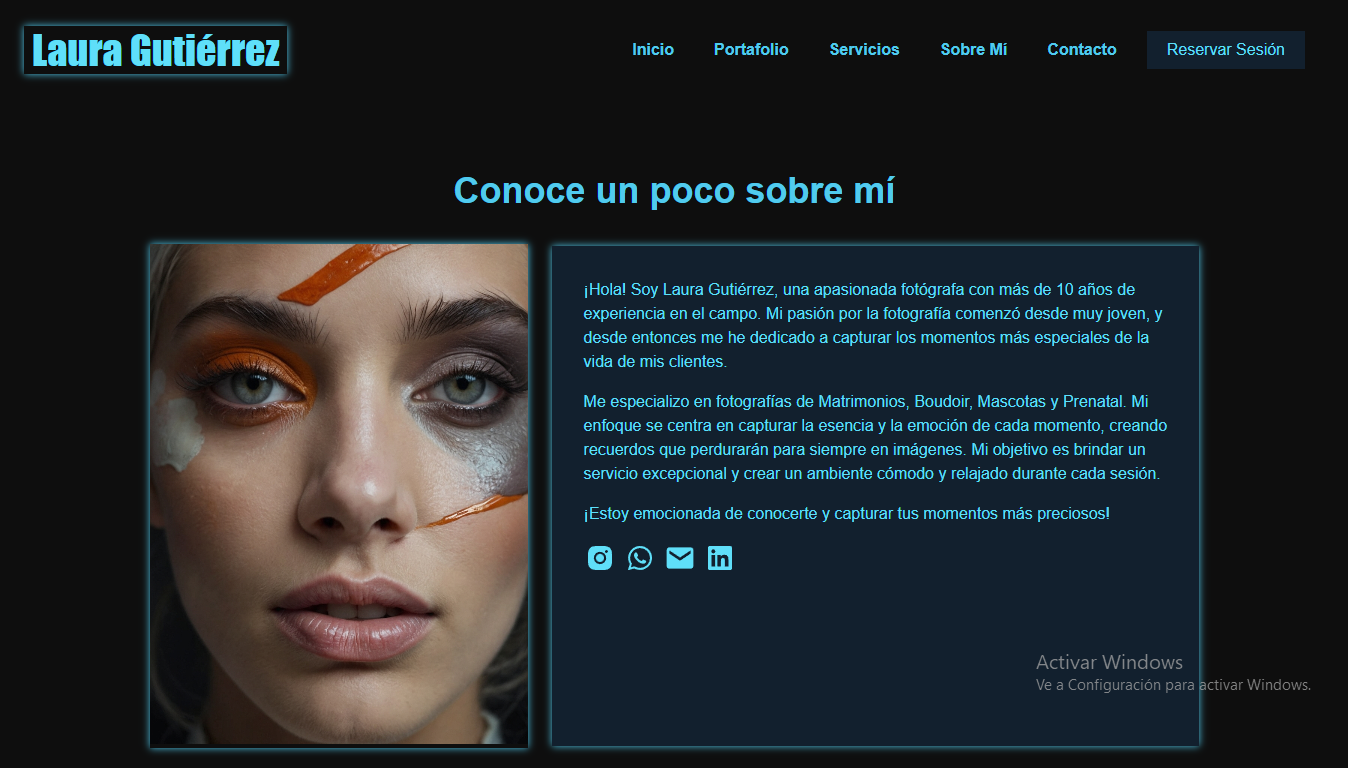 Laura Gutiérrez
Inicio
Portafolio
Servicios
Sobre Mí
Contacto
Reservar Sesión
Conoce un poco sobre mí
¡Hola! Soy Laura Gutiérrez, una apasionada fotógrafa con más de 10 años de
experiencia en el campo. Mi pasión por la fotografía comenzó desde muy joven, y
desde entonces me he dedicado a capturar los momentos más especiales de la
vida de mis clientes.
Me especializo en fotografías de Matrimonios, Boudoir, Mascotas y Prenatal. Mi
enfoque se centra en capturar la esencia y la emoción de cada momento, creando
recuerdos que perdurarán para siempre en imágenes. Mi objetivo es brindar un
servicio excepcional y crear un ambiente cómodo y relajado durante cada sesión.
¡Estoy emocionada de conocerte y capturar tus momentos más preciosos!
in
Activar Windows
Ve a Configuración para activar Windows.